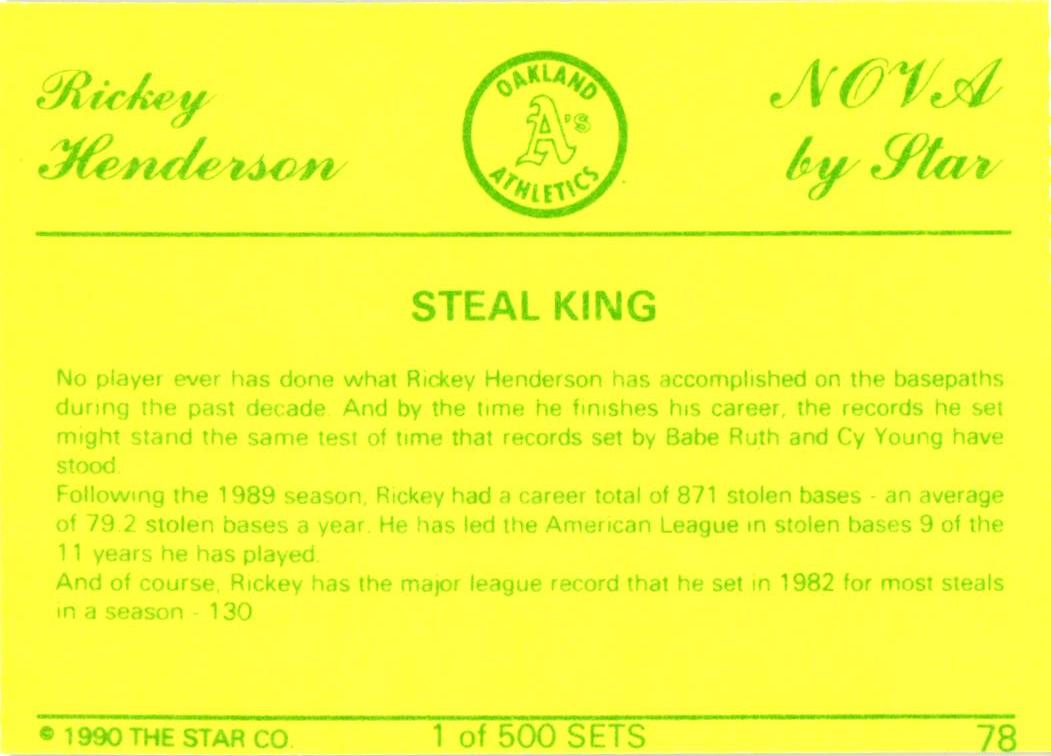 Rickey
Henderson
OAKLAND
A's
ATHLETICS
NOVA
by Star
STEAL KING
No player ever has done what Rickey Henderson has accomplished on the basepaths
during the past decade. And by the time he finishes his career, the records he set
might stand the same test of time that records set by Babe Ruth and Cy Young have
stood.
Following the 1989 season, Rickey had a career total of 871 stolen bases - an average
of 79.2 stolen bases a year. He has led the American League in stolen bases 9 of the
11 years he has played.
And of course, Rickey has the major league record that he set in 1982 for most steals
in a season - 130
© 1990 THE STAR CO.
1 of 500 SETS
78